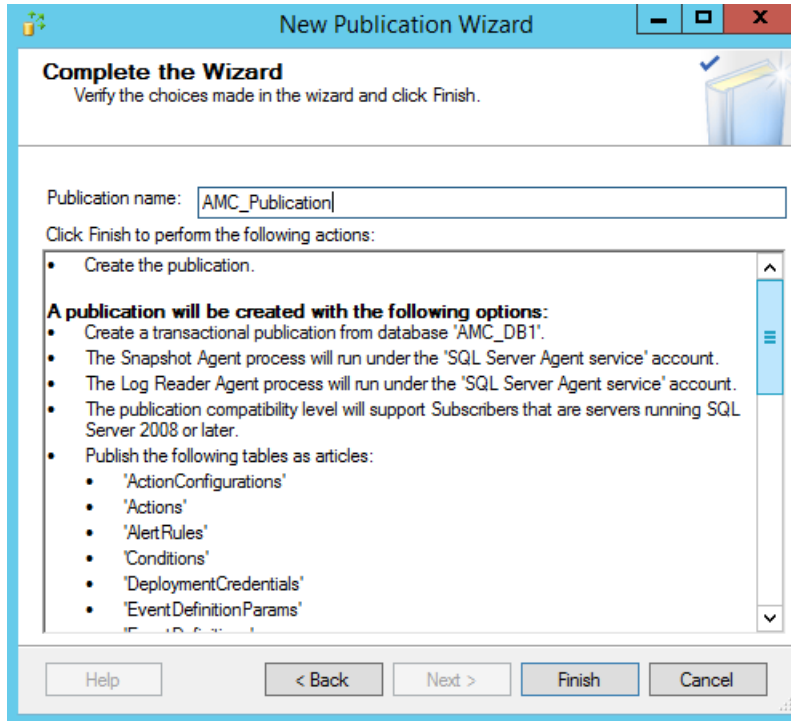 New Publication Wizard
Complete the Wizard
Verify the choices made in the wizard and click Finish.
Publication name: AMC_Publication
Click Finish to perform the following actions:
• Create the publication.
A publication will be created with the following options:
• Create a transactional publication from database 'AMC_DB1'.
• The Snapshot Agent process will run under the 'SQL Server Agent service' account.
• The Log Reader Agent process will run under the 'SQL Server Agent service' account.
• The publication compatibility level will support Subscribers that are servers running SQL
Server 2008 or later.
• Publish the following tables as articles:
• 'ActionConfigurations'
• 'Actions'
• 'AlertRules'
• 'Conditions'
• 'DeploymentCredentials'
• 'EventDefinitionParams'
Help < Back Next > Finish Cancel